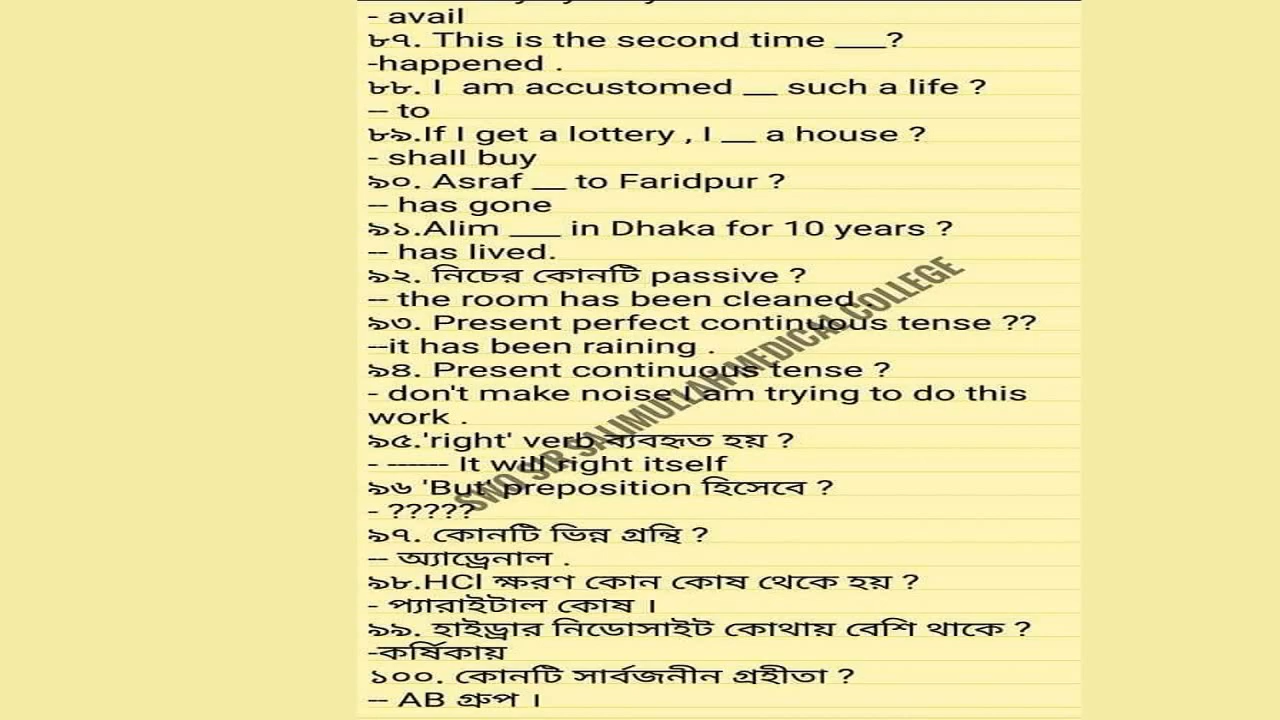 - avail
৮৭. This is the second time ___?
-happened .
৮৮. I am accustomed __ such a life ?
-- to
৮৯.If I get a lottery , I __ a house ?
- shall buy
৯০. Asraf __ to Faridpur ?
-- has gone
৯১.Alim ___ in Dhaka for 10 years ?
-- has lived.
৯২. নিচের কোনটি passive ?
-- the room has been cleaned .
৯৩. Present perfect continuous tense ??
--it has been raining .
৯৪. Present continuous tense ?
- don't make noise I am trying to do this
work .
৯৫.'right' verb ব্যবহৃত হয় ?
- ------ It will right itself
৯৬ 'But' preposition হিসেবে ?
- ?????
৯৭. কোনটি ভিন্ন গ্রন্থি ?
-- অ্যাড্রেনাল .
৯৮.HCl ক্ষরণ কোন কোষ থেকে হয় ?
- প্যারাইটাল কোষ ।
৯৯. হাইড্রার নিডোসাইট কোথায় বেশি থাকে ?
-কর্ষিকায়
১০০. কোনটি সার্বজনীন গ্রহীতা ?
-- AB গ্রুপ ।
SIR SALIMULLAH MEDICAL COLLEGE